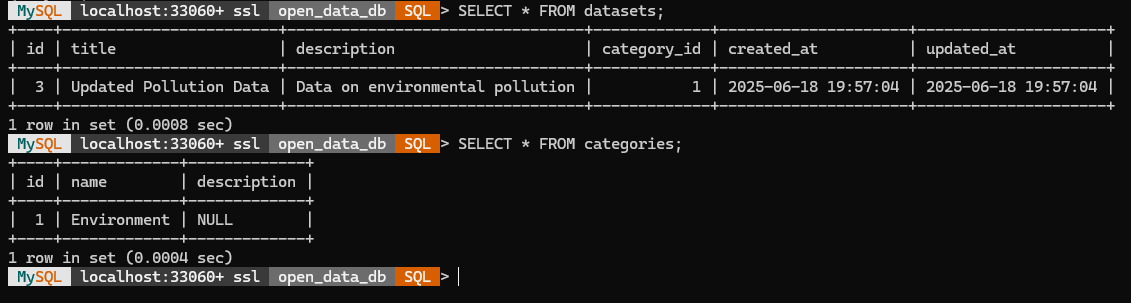 MySQL localhost:33060+ ssl open_data_db SQL > SELECT * FROM datasets;
+----+------------------------+--------------------------------+-------------+---------------------+---------------------+
| id | title                  | description                    | category_id | created_at          | updated_at          |
+----+------------------------+--------------------------------+-------------+---------------------+---------------------+
|  3 | Updated Pollution Data | Data on environmental pollution |           1 | 2025-06-18 19:57:04 | 2025-06-18 19:57:04 |
+----+------------------------+--------------------------------+-------------+---------------------+---------------------+
1 row in set (0.0008 sec)
MySQL localhost:33060+ ssl open_data_db SQL > SELECT * FROM categories;
+----+-------------+-------------+
| id | name        | description |
+----+-------------+-------------+
|  1 | Environment | NULL        |
+----+-------------+-------------+
1 row in set (0.0004 sec)
MySQL localhost:33060+ ssl open_data_db SQL >